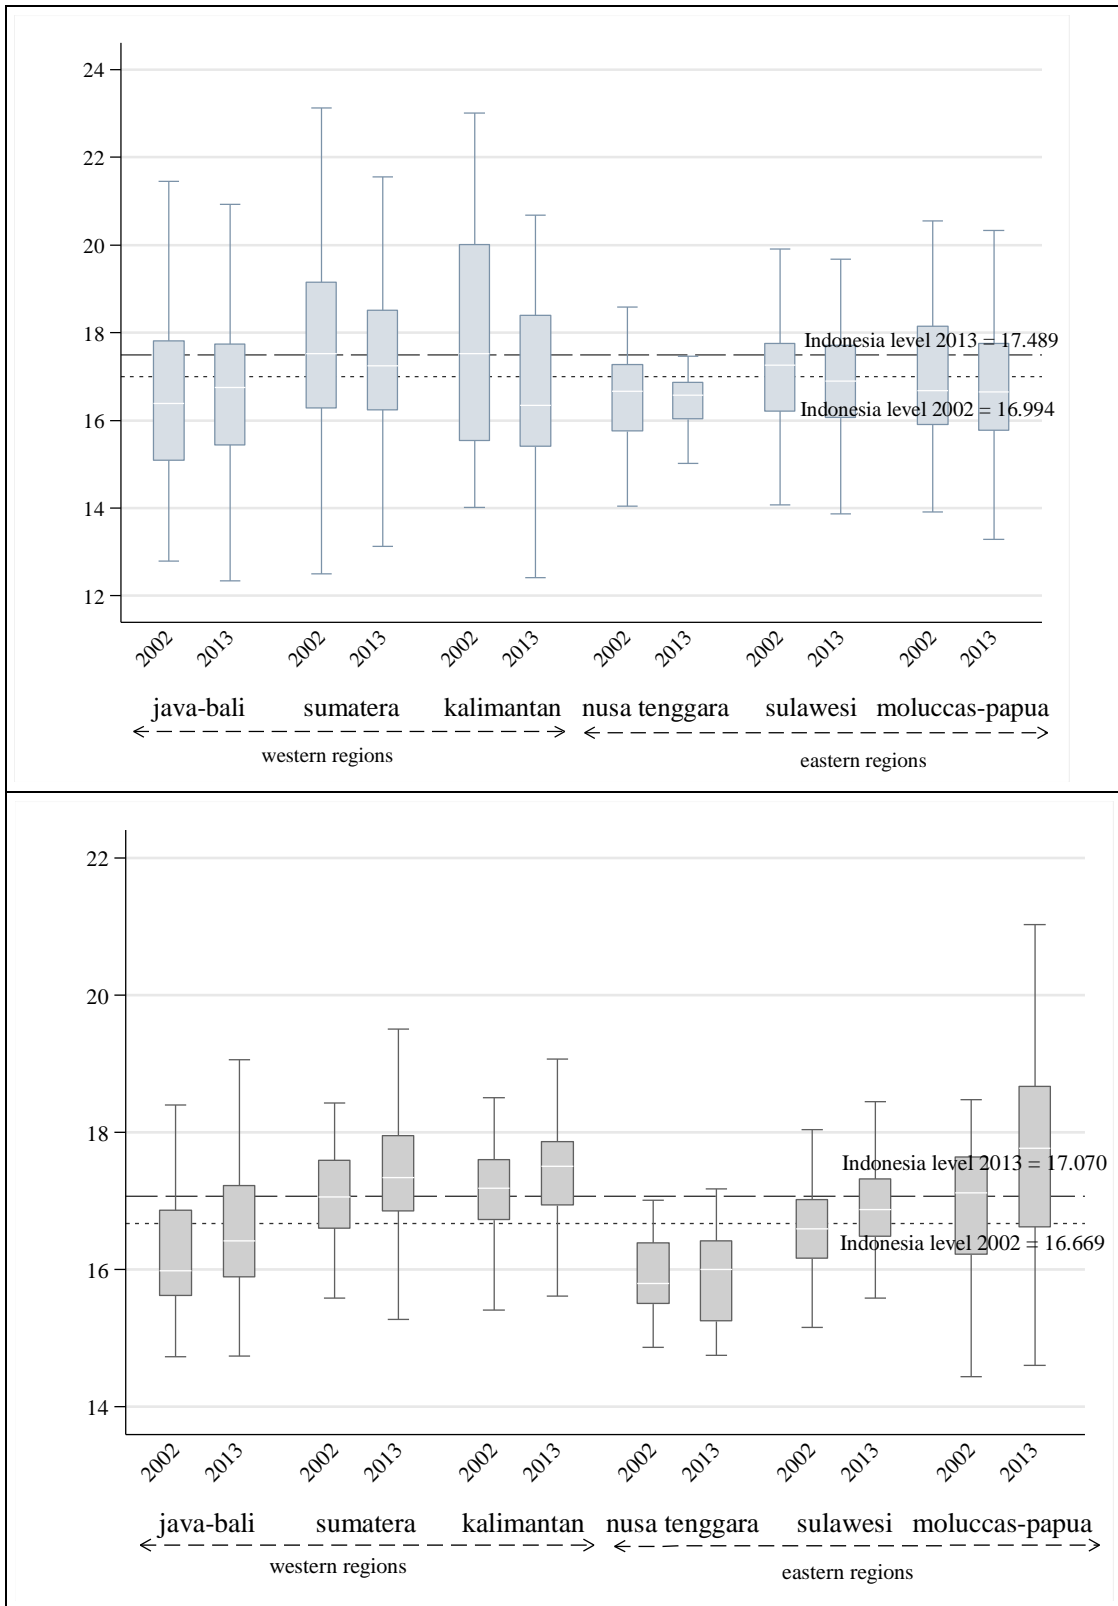 24
22
20
18
16
14
12
Indonesia level 2013 = 17.489
Indonesia level 2002 = 16.994
2002 2013 2002 2013 2002 2013 2002 2013 2002 2013 2002 2013
java-bali sumatera kalimantan nusa tenggara sulawesi moluccas-papua
western regions eastern regions
22
20
18
16
14
Indonesia level 2013 = 17.070
Indonesia level 2002 = 16.669
2002 2013 2002 2013 2002 2013 2002 2013 2002 2013 2002 2013
java-bali sumatera kalimantan nusa tenggara sulawesi moluccas-papua
western regions eastern regions